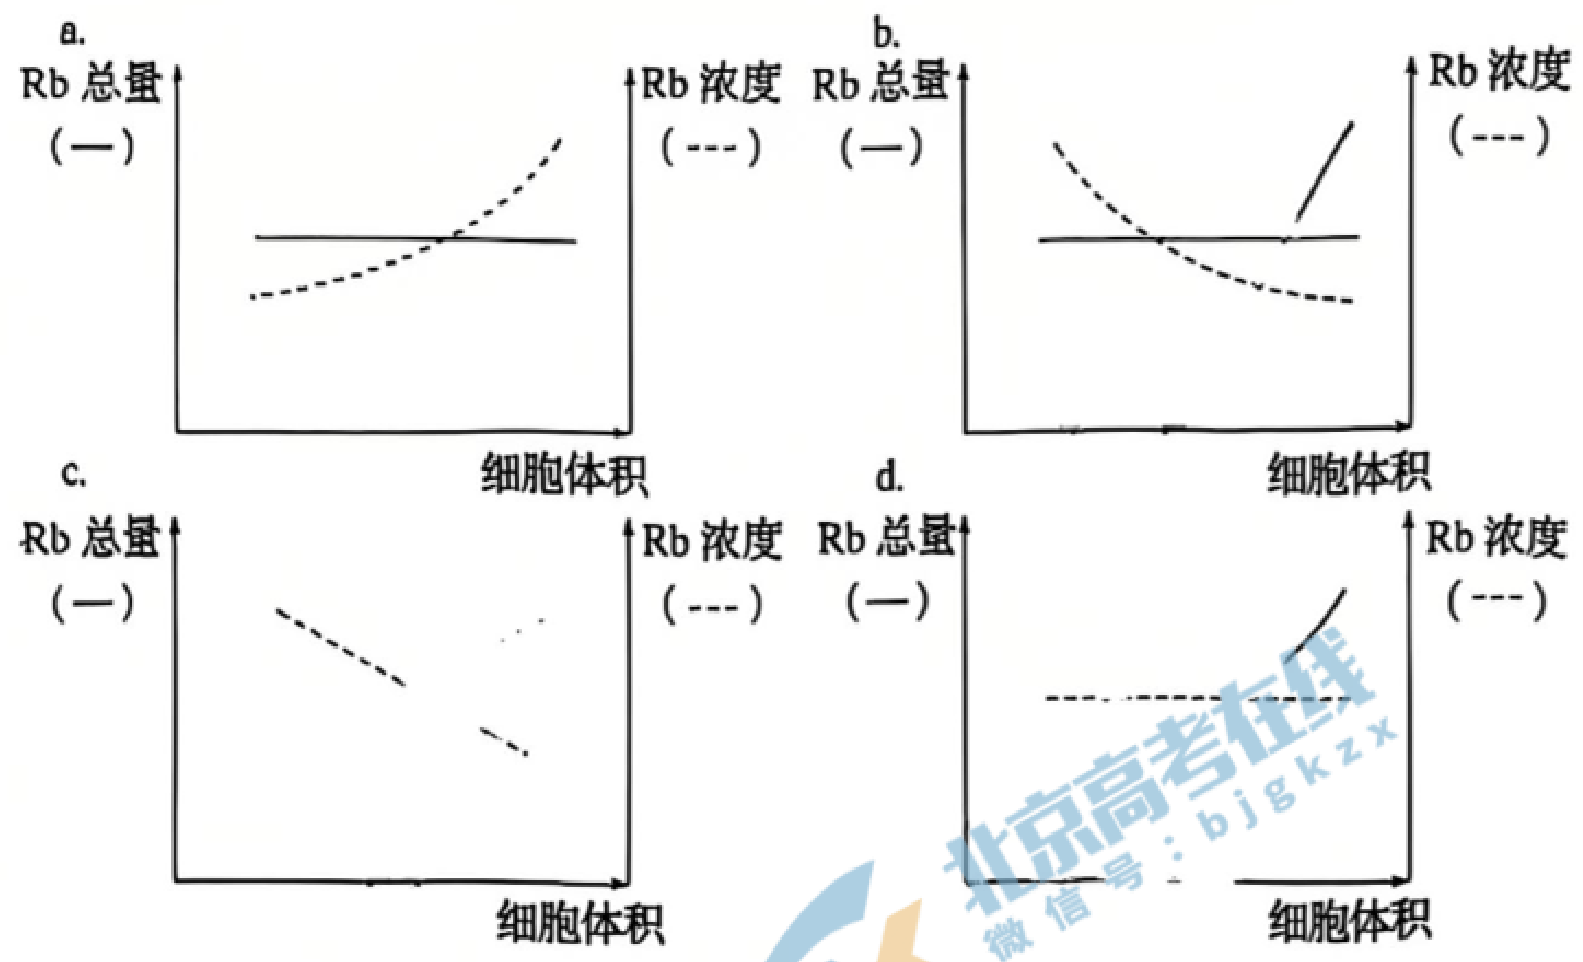 a.
Rb 总量
(—)
Rb 浓度
(---)
细胞体积
b.
Rb 总量
(—)
Rb 浓度
(---)
细胞体积
c.
Rb 总量
(—)
Rb 浓度
(---)
细胞体积
d.
Rb 总量
(—)
Rb 浓度
(---)
细胞体积
北京高考在线
微信号:bjgkzx